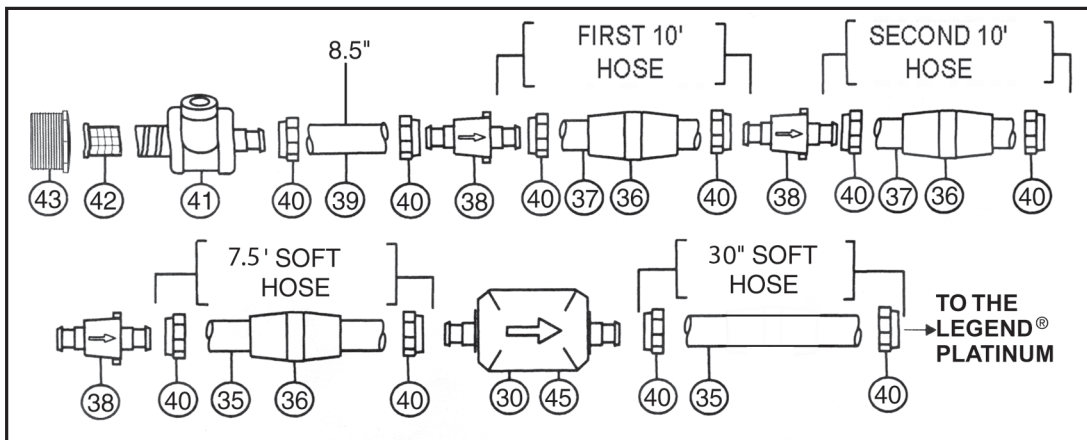 8.5"
FIRST 10'
HOSE
SECOND 10'
HOSE
43 42 41 40 39 40 38 40 37 36 40 38 40 37 36 40
7.5' SOFT
HOSE
30" SOFT
HOSE
TO THE
LEGEND®
PLATINUM
38 40 35 36 40 30 45 40 35 40